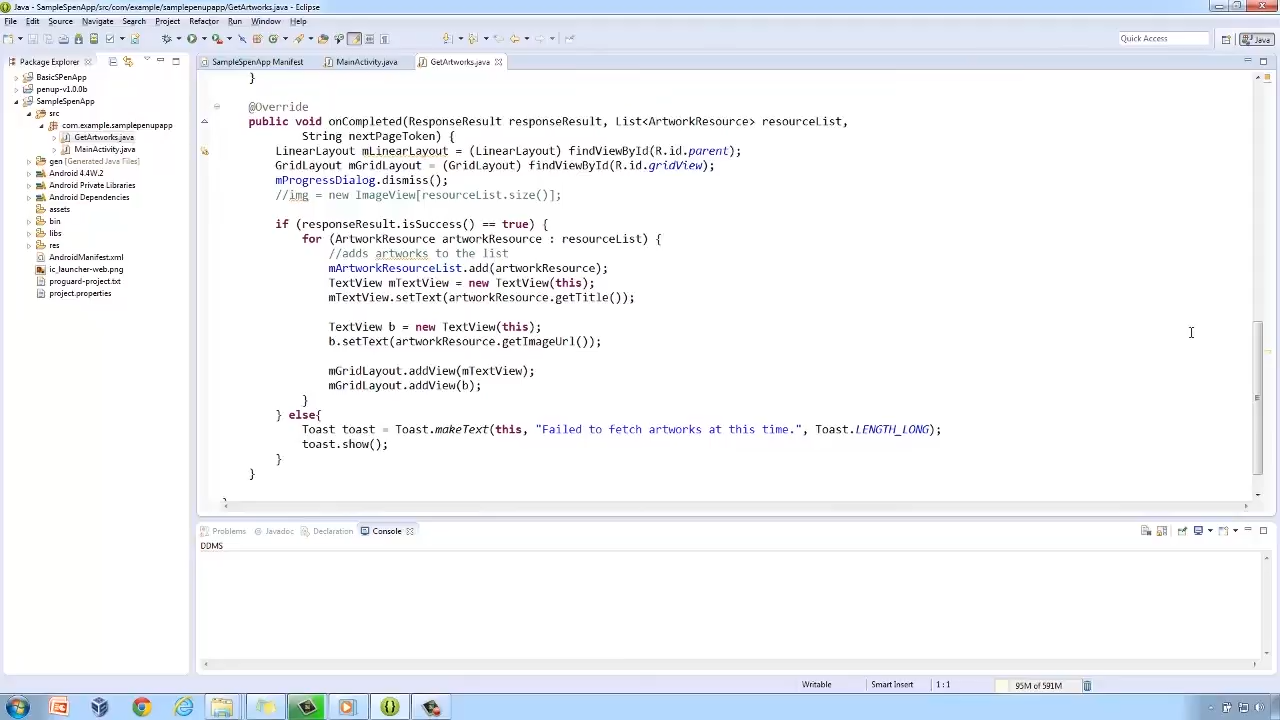 Java - SampleSPenApp/src/com/example/samplepenupapp/GetArtworks.java - Eclipse
File Edit Source Navigate Search Project Refactor Run Window Help
Quick Access
Java
Package Explorer
SampleSPenApp Manifest
MainActivity.java
GetArtworks.java
BasicSPenApp
penup-v1.0.0b
SampleSPenApp
src
com.example.samplepenupapp
GetArtworks.java
MainActivity.java
gen [Generated Java Files]
Android 4.4W.2
Android Private Libraries
Android Dependencies
assets
bin
libs
res
AndroidManifest.xml
ic_launcher-web.png
proguard-project.txt
project.properties
}
@Override
public void onCompleted(ResponseResult responseResult, List<ArtworkResource> resourceList,
String nextPageToken) {
LinearLayout mLinearLayout = (LinearLayout) findViewById(R.id.parent);
GridLayout mGridLayout = (GridLayout) findViewById(R.id.gridView);
mProgressDialog.dismiss();
//img = new ImageView[resourceList.size()];
if (responseResult.isSuccess() == true) {
for (ArtworkResource artworkResource : resourceList) {
//adds artworks to the list
mArtworkResourceList.add(artworkResource);
TextView mTextView = new TextView(this);
mTextView.setText(artworkResource.getTitle());
TextView b = new TextView(this);
b.setText(artworkResource.getImageUrl());
mGridLayout.addView(mTextView);
mGridLayout.addView(b);
}
} else{
Toast toast = Toast.makeText(this, "Failed to fetch artworks at this time.", Toast.LENGTH_LONG);
toast.show();
}
}
Problems @ Javadoc Declaration Console
DDMS
Writable Smart Insert 1 : 1 95M of 591M